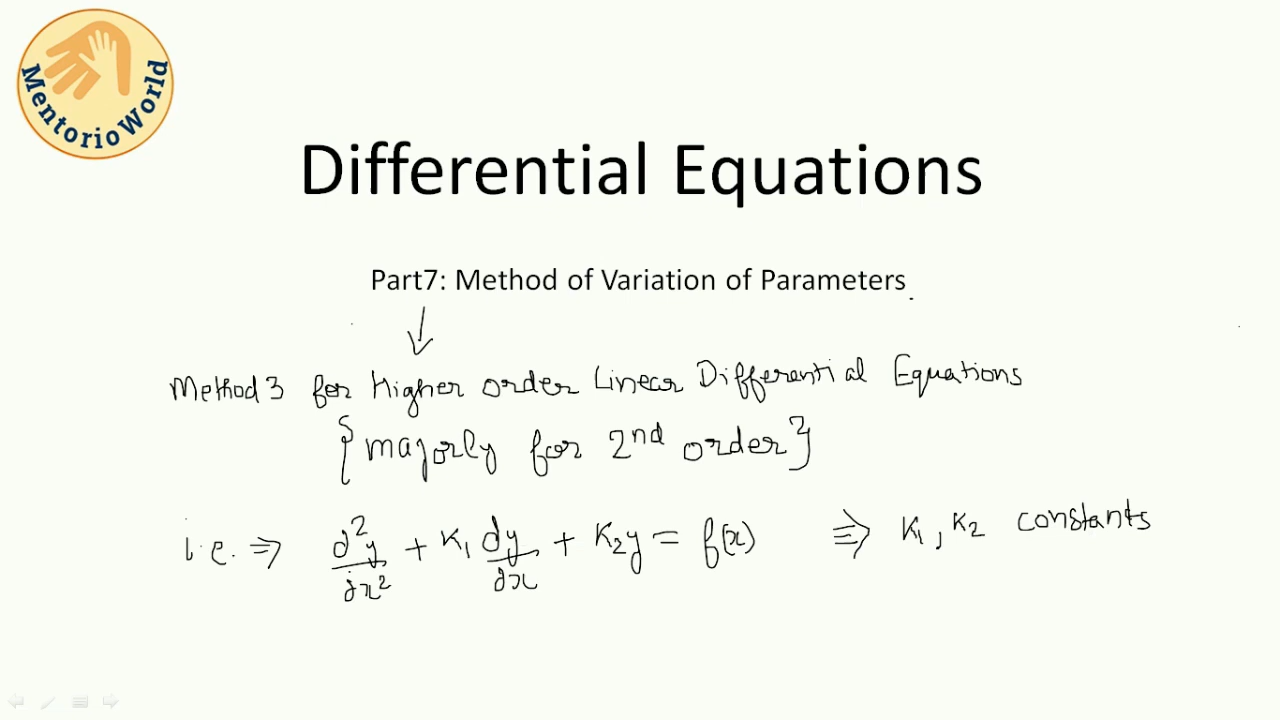 MentorioWorld
Differential Equations
Part7: Method of Variation of Parameters
Method 3 for Higher order Linear Differential Equations
{majorly for 2nd order}
i.e. ⇒ d²y/dx² + K₁ dy/dx + K₂y = f(x) ⇒ K₁, K₂ constants